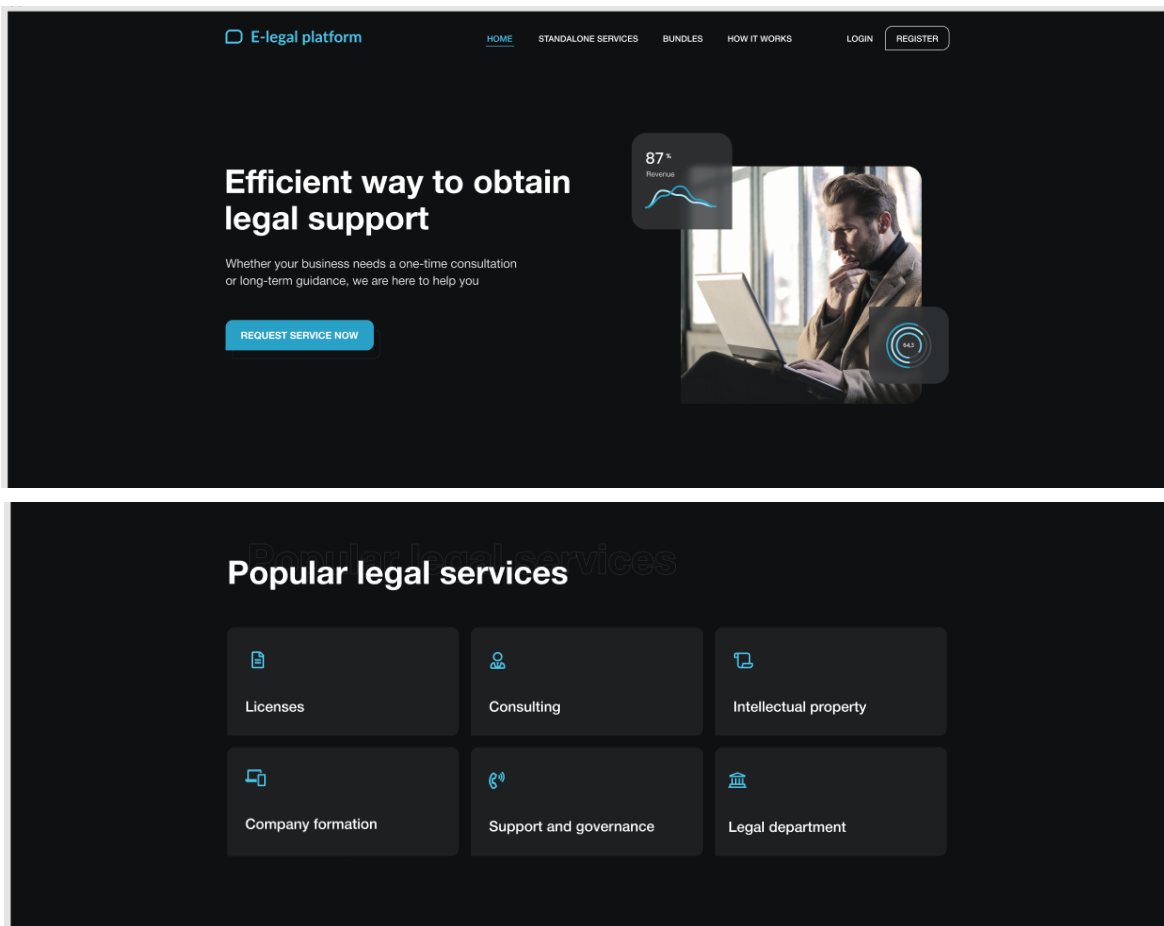 E-legal platform
HOME
STANDALONE SERVICES
BUNDLES
HOW IT WORKS
LOGIN
REGISTER
87 %
Revenue
Efficient way to obtain
legal support
Whether your business needs a one-time consultation
or long-term guidance, we are here to help you
REQUEST SERVICE NOW
64,3
Popular legal services
Popular legal services
Licenses
Consulting
Intellectual property
Company formation
Support and governance
Legal department